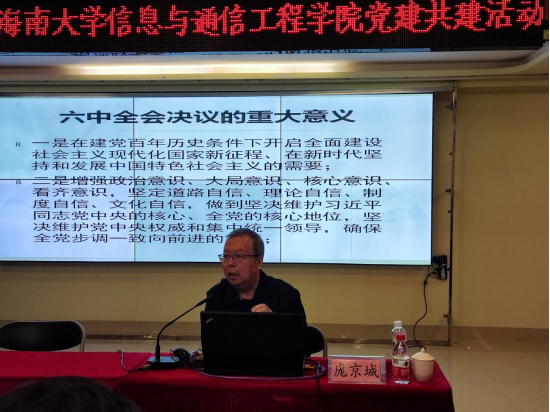 海南大学信息与通信工程学院党建共建活动
六中全会决议的重大意义
一是在建党百年历史条件下开启全面建设
社会主义现代化国家新征程、在新时代坚
持和发展中国特色社会主义的需要；
二是增强政治意识、大局意识、核心意识、
看齐意识，坚定道路自信、理论自信、制
度自信、文化自信，做到坚决维护习近平
同志党中央的核心、全党的核心地位，坚
决维护党中央权威和集中统一领导，确保
全党步调一致向前进的
庞京城